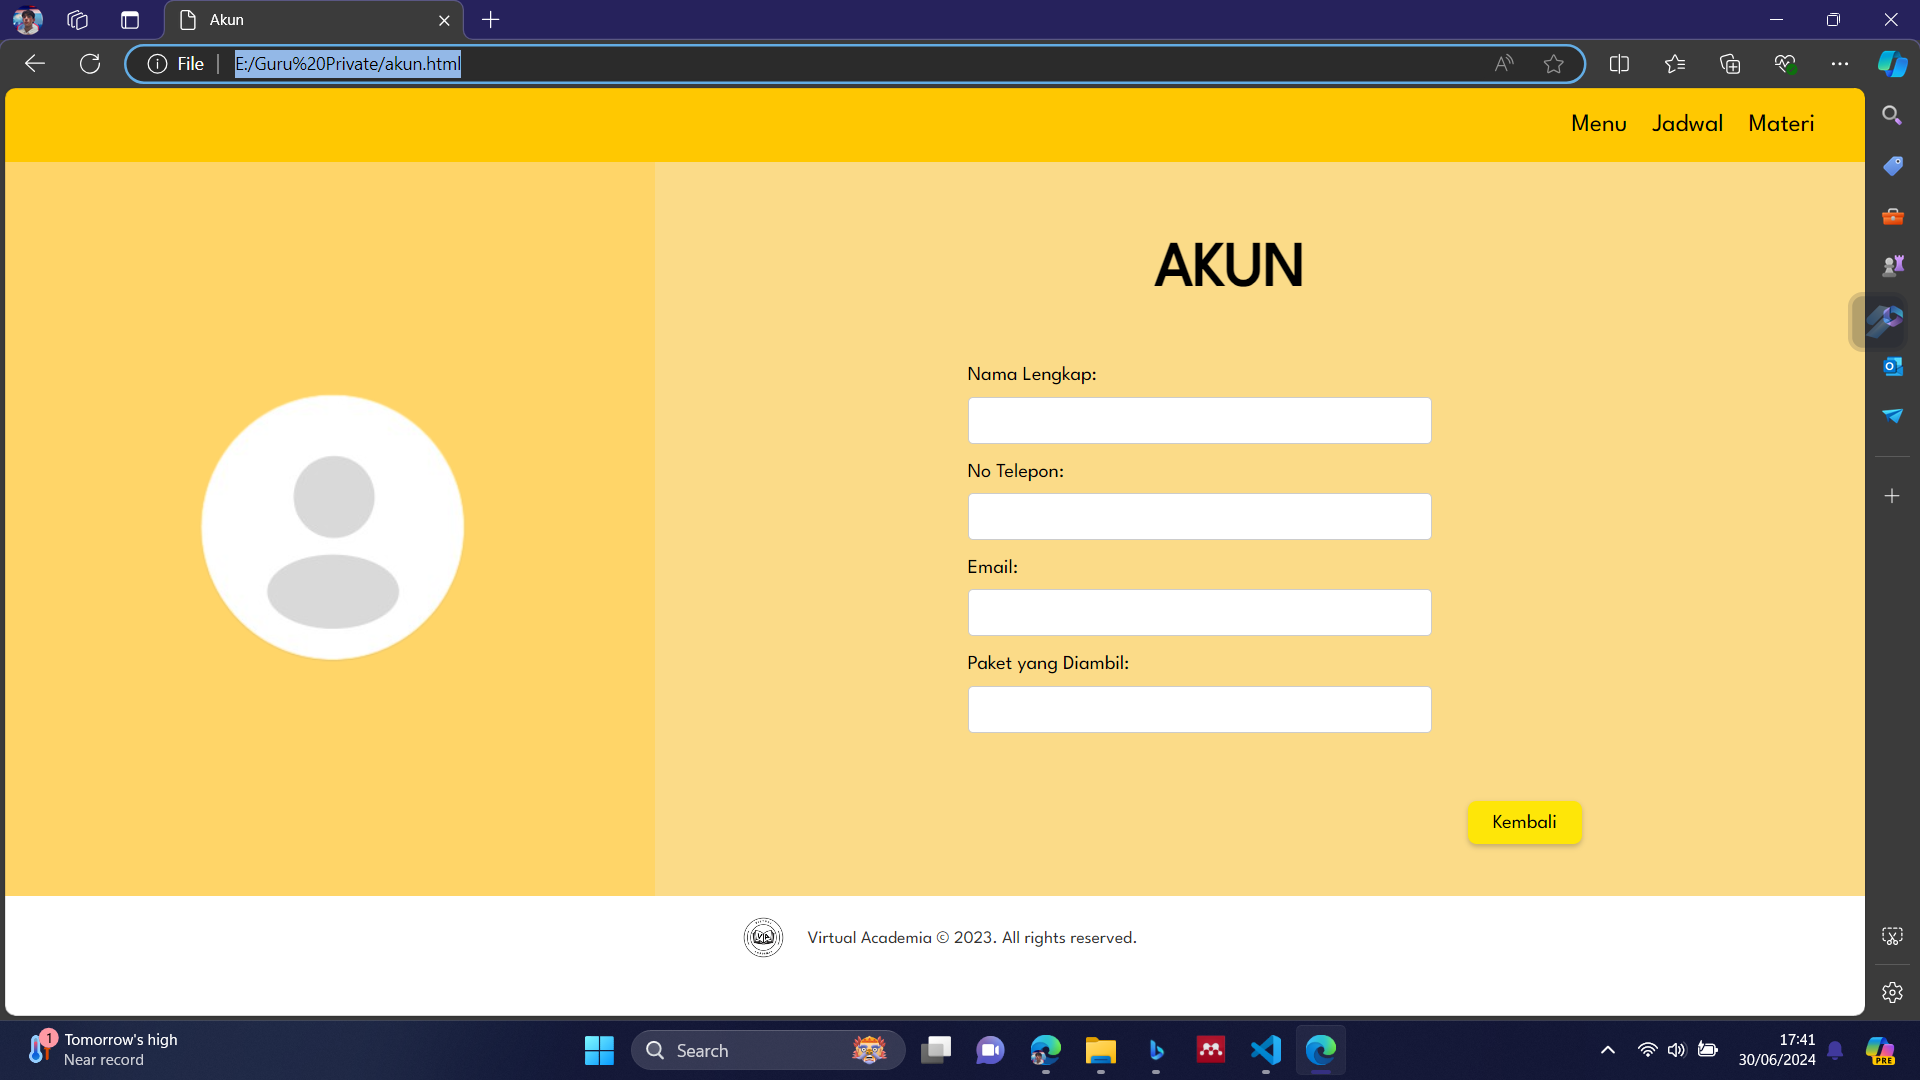 Akun
File
E:/Guru%20Private/akun.html
Menu Jadwal Materi
AKUN
Nama Lengkap:
No Telepon:
Email:
Paket yang Diambil:
Kembali
Virtual Academia © 2023. All rights reserved.
1
Tomorrow's high
Near record
Search
17:41
30/06/2024
PRE